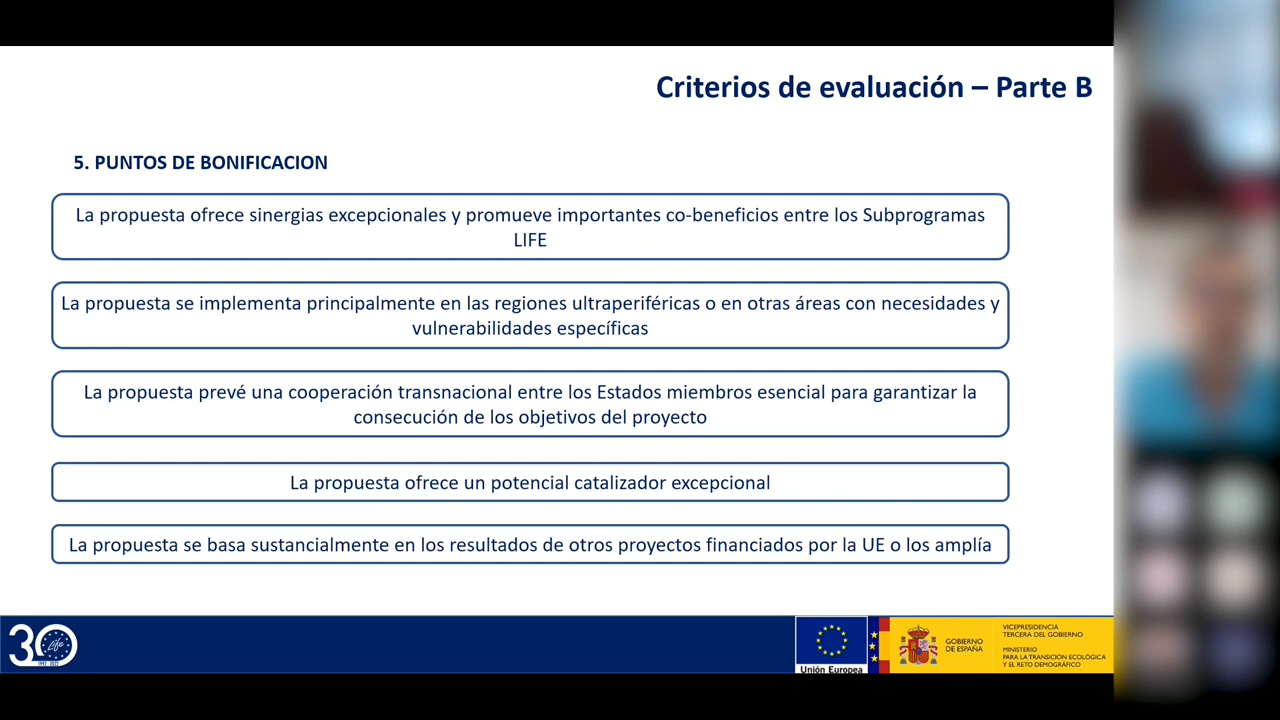 Criterios de evaluación – Parte B
5. PUNTOS DE BONIFICACION
La propuesta ofrece sinergias excepcionales y promueve importantes co-beneficios entre los Subprogramas
LIFE
La propuesta se implementa principalmente en las regiones ultraperiféricas o en otras áreas con necesidades y
vulnerabilidades específicas
La propuesta prevé una cooperación transnacional entre los Estados miembros esencial para garantizar la
consecución de los objetivos del proyecto
La propuesta ofrece un potencial catalizador excepcional
La propuesta se basa sustancialmente en los resultados de otros proyectos financiados por la UE o los amplía
30
Life
1992-2022
Unión Europea
GOBIERNO
DE ESPAÑA
VICEPRESIDENCIA
TERCERA DEL GOBIERNO
MINISTERIO
PARA LA TRANSICIÓN ECOLÓGICA
Y EL RETO DEMOGRÁFICO